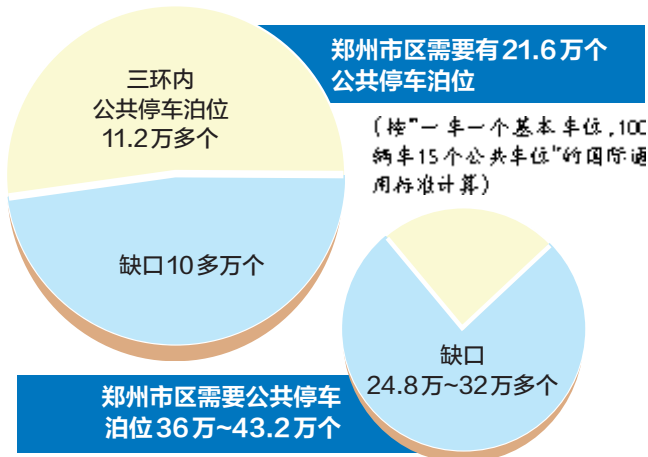 郑州市区需要有21.6万个
公共停车泊位
三环内
公共停车泊位
11.2万多个
(按"一车一个基本车位,100
辆车15个公共车位"的国际通
用标准计算)
缺口10多万个
缺口
24.8万~32万多个
郑州市区需要公共停车
泊位36万~43.2万个